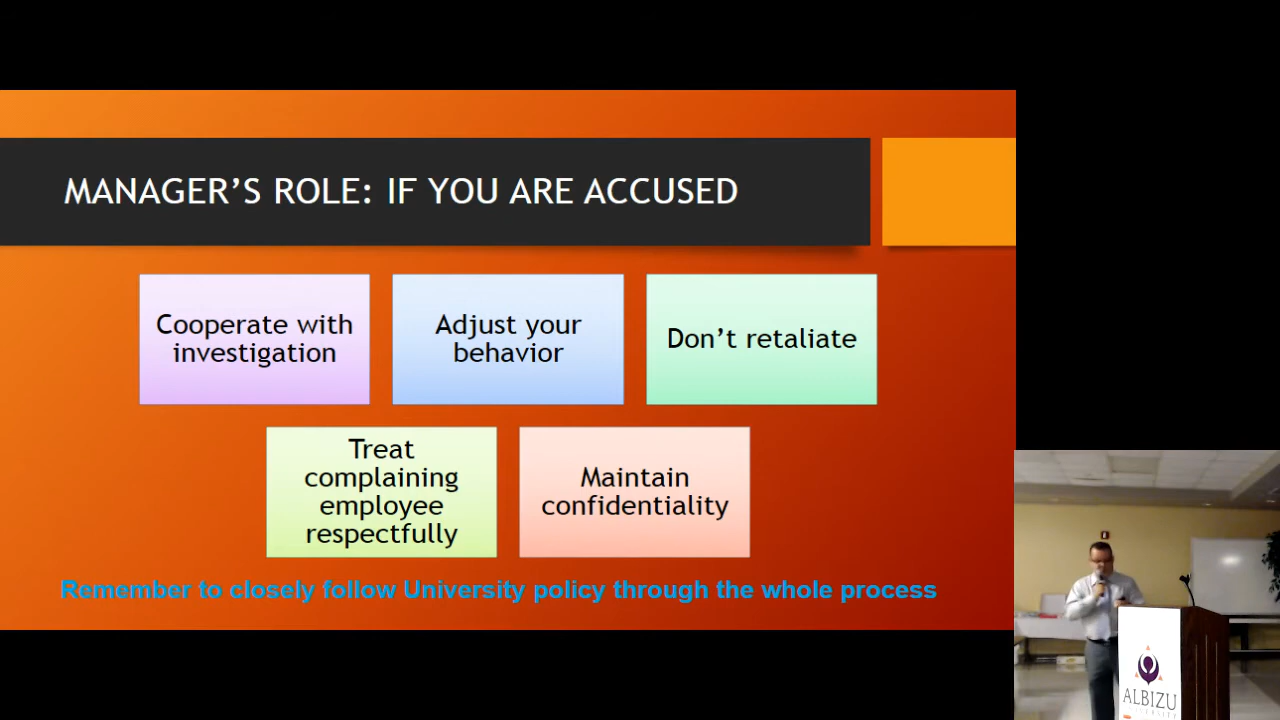 MANAGER’S ROLE: IF YOU ARE ACCUSED
Cooperate with
investigation
Adjust your
behavior
Don’t retaliate
Treat
complaining
employee
respectfully
Maintain
confidentiality
Remember to closely follow University policy through the whole process
ALBIZU